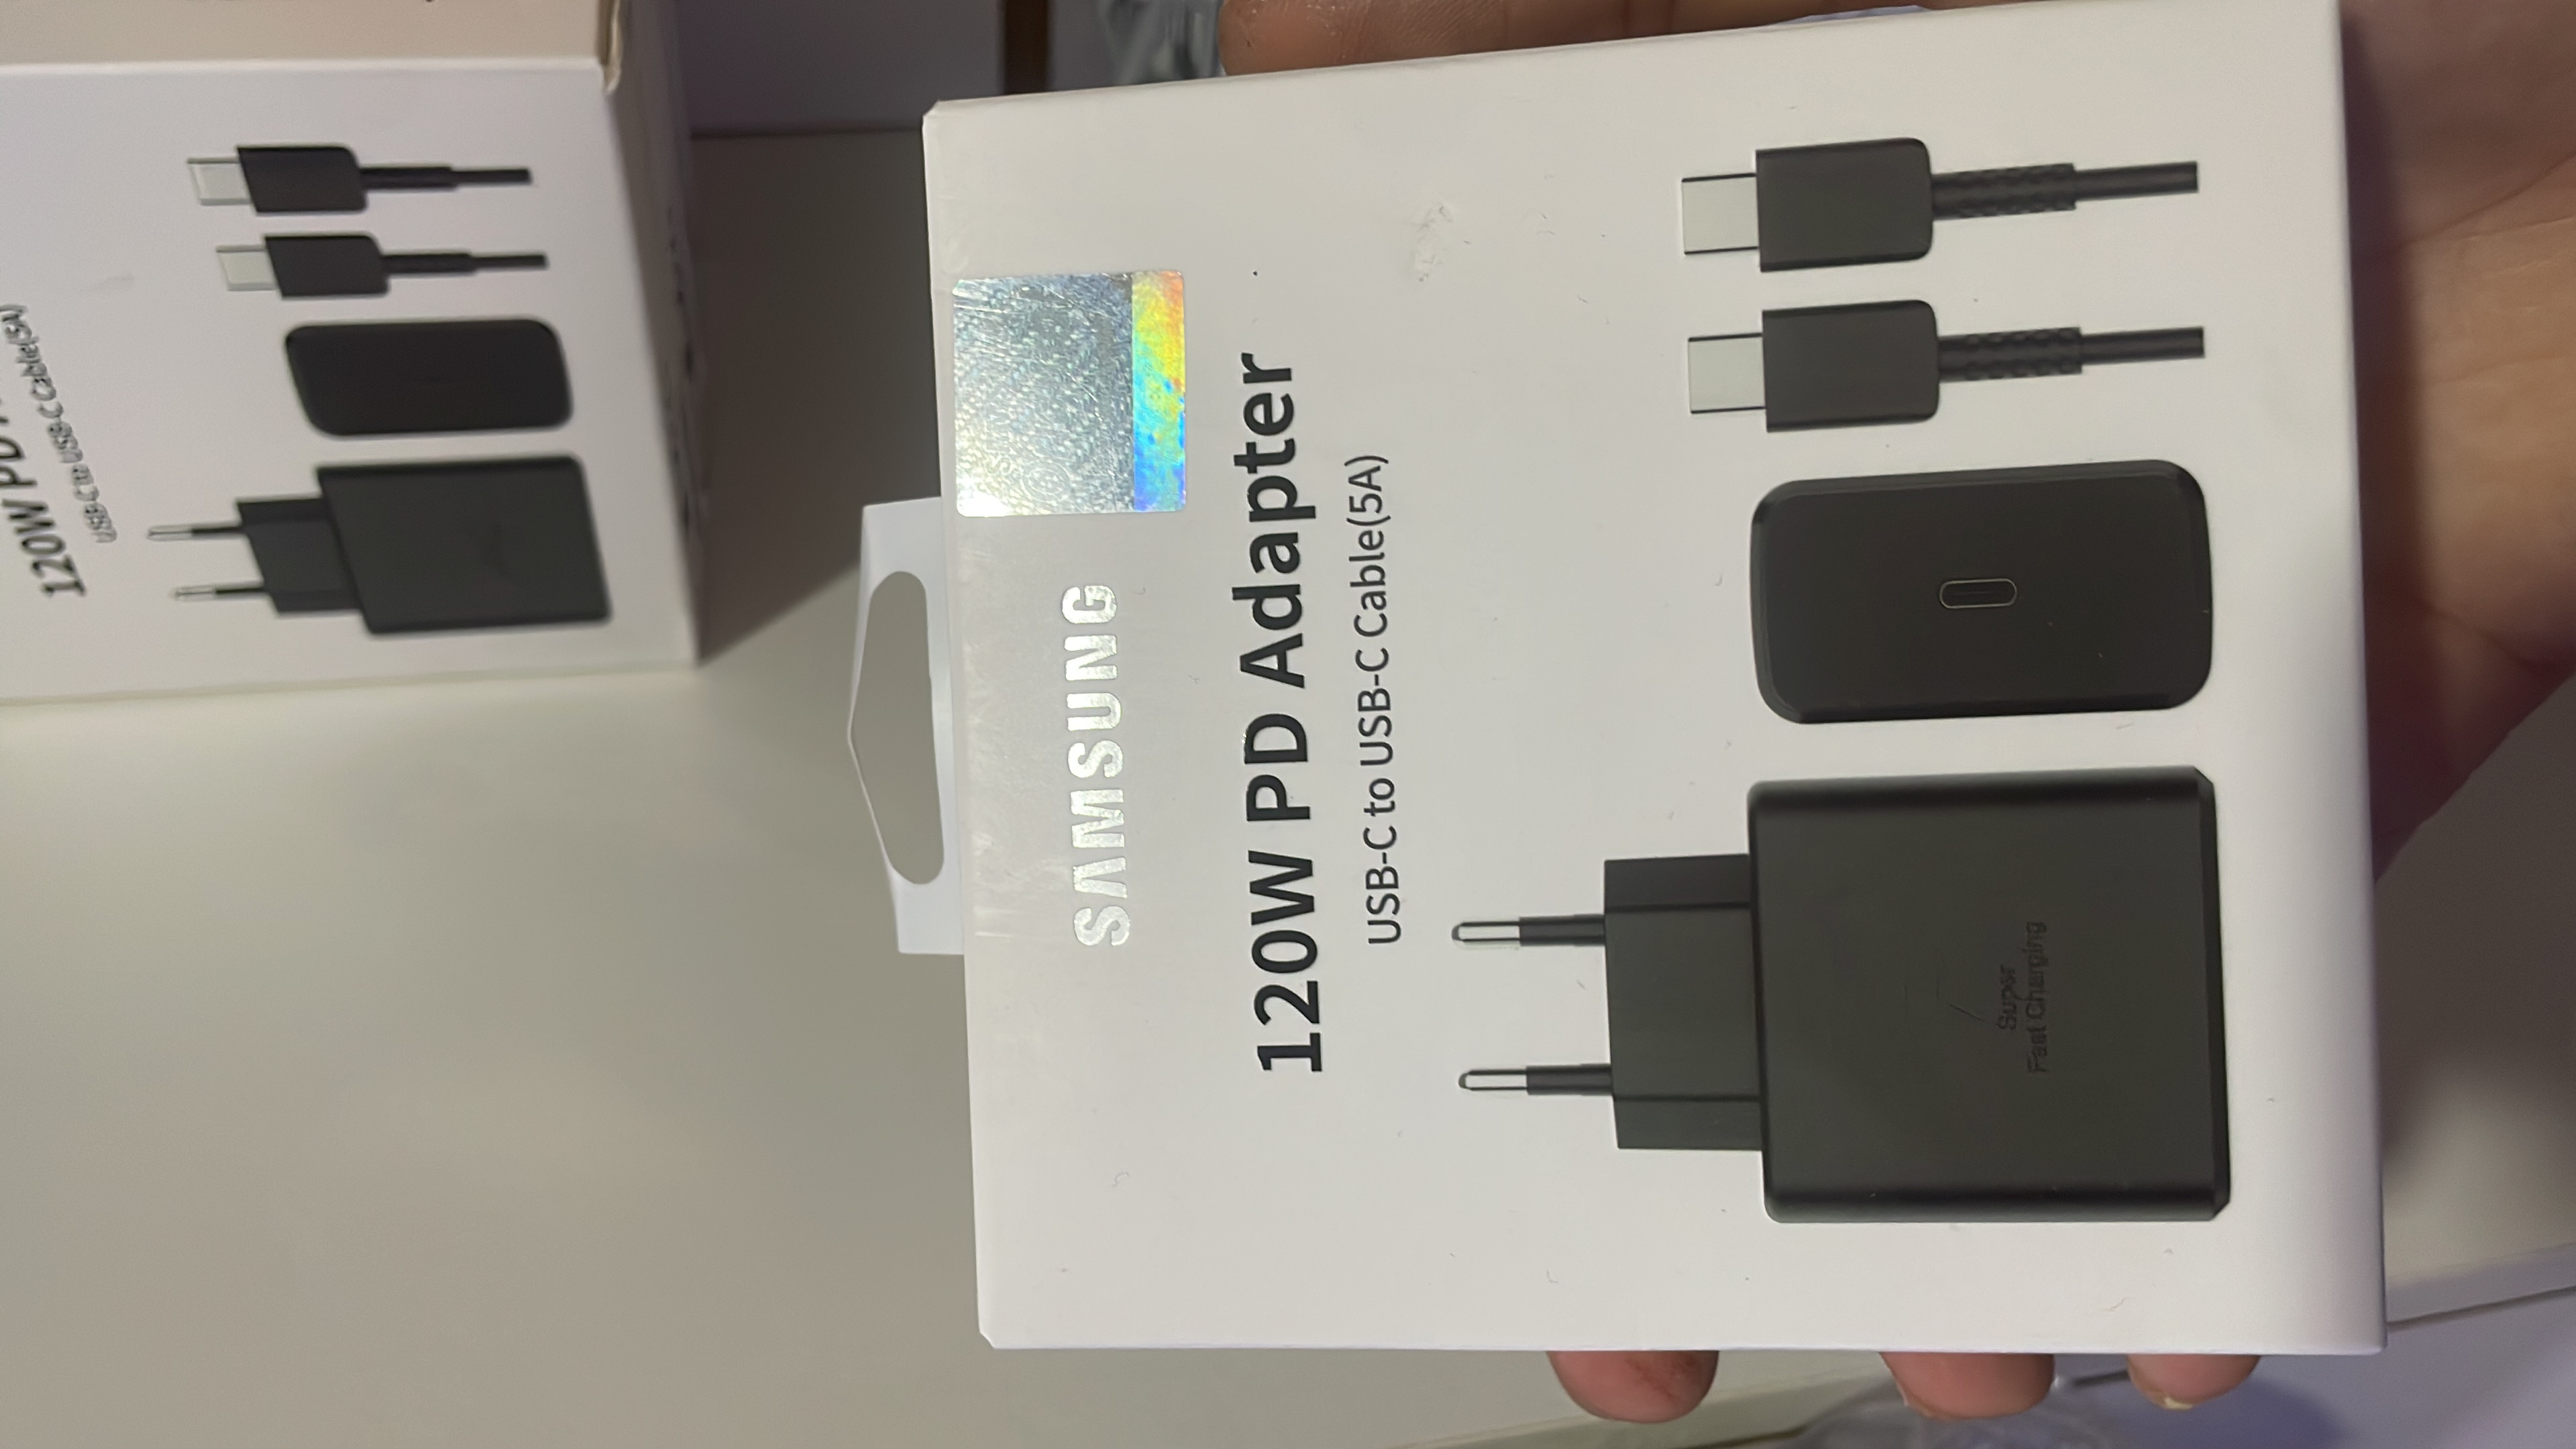 SAMSUNG
120W PD Adapter
USB-C to USB-C Cable(5A)
Super
Fast Charging
120W PD
USB-C to USB-C Cable(5A)